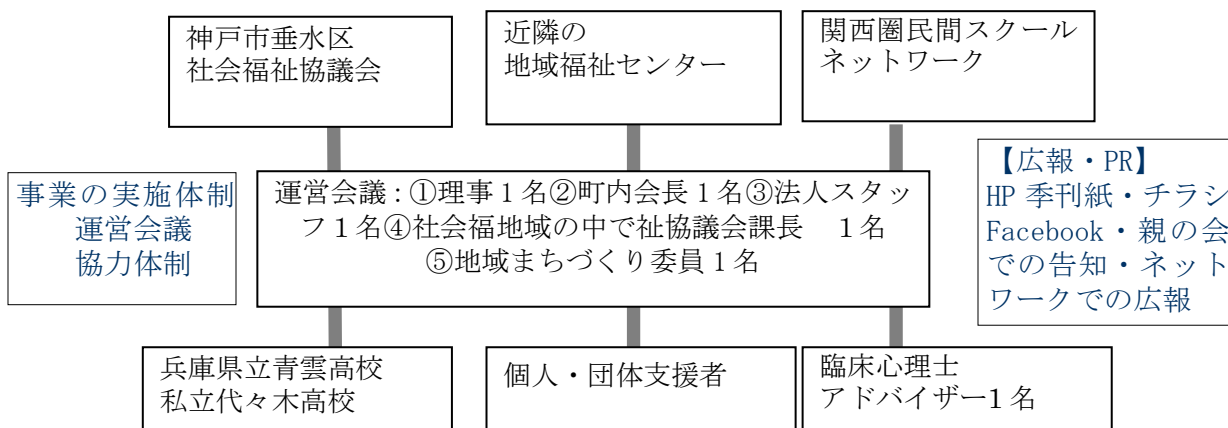 神戸市垂水区
社会福祉協議会
近隣の
地域福祉センター
関西圏民間スクール
ネットワーク
事業の実施体制
運営会議
協力体制
運営会議：①理事１名②町内会長１名③法人スタッ
フ１名④社会福地域の中で祉協議会課長　１名
⑤地域まちづくり委員１名
【広報・PR】
HP 季刊紙・チラシ
Facebook・親の会
での告知・ネット
ワークでの広報
兵庫県立青雲高校
私立代々木高校
個人・団体支援者
臨床心理士
アドバイザー1 名